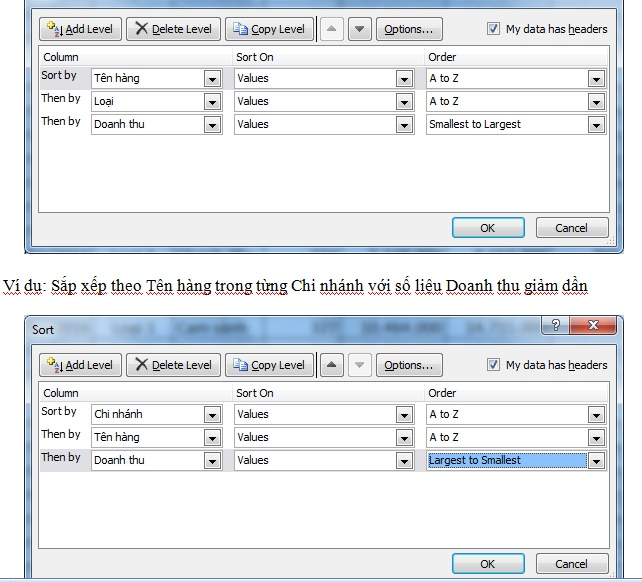 Add Level Delete Level Copy Level Options... My data has headers
Column Sort On Order
Sort by Tên hàng Values A to Z
Then by Loại Values A to Z
Then by Doanh thu Values Smallest to Largest
OK Cancel
Ví dụ: Sắp xếp theo Tên hàng trong từng Chi nhánh với số liệu Doanh thu giảm dần
Sort
Add Level Delete Level Copy Level Options... My data has headers
Column Sort On Order
Sort by Chi nhánh Values A to Z
Then by Tên hàng Values A to Z
Then by Doanh thu Values Largest to Smallest
OK Cancel